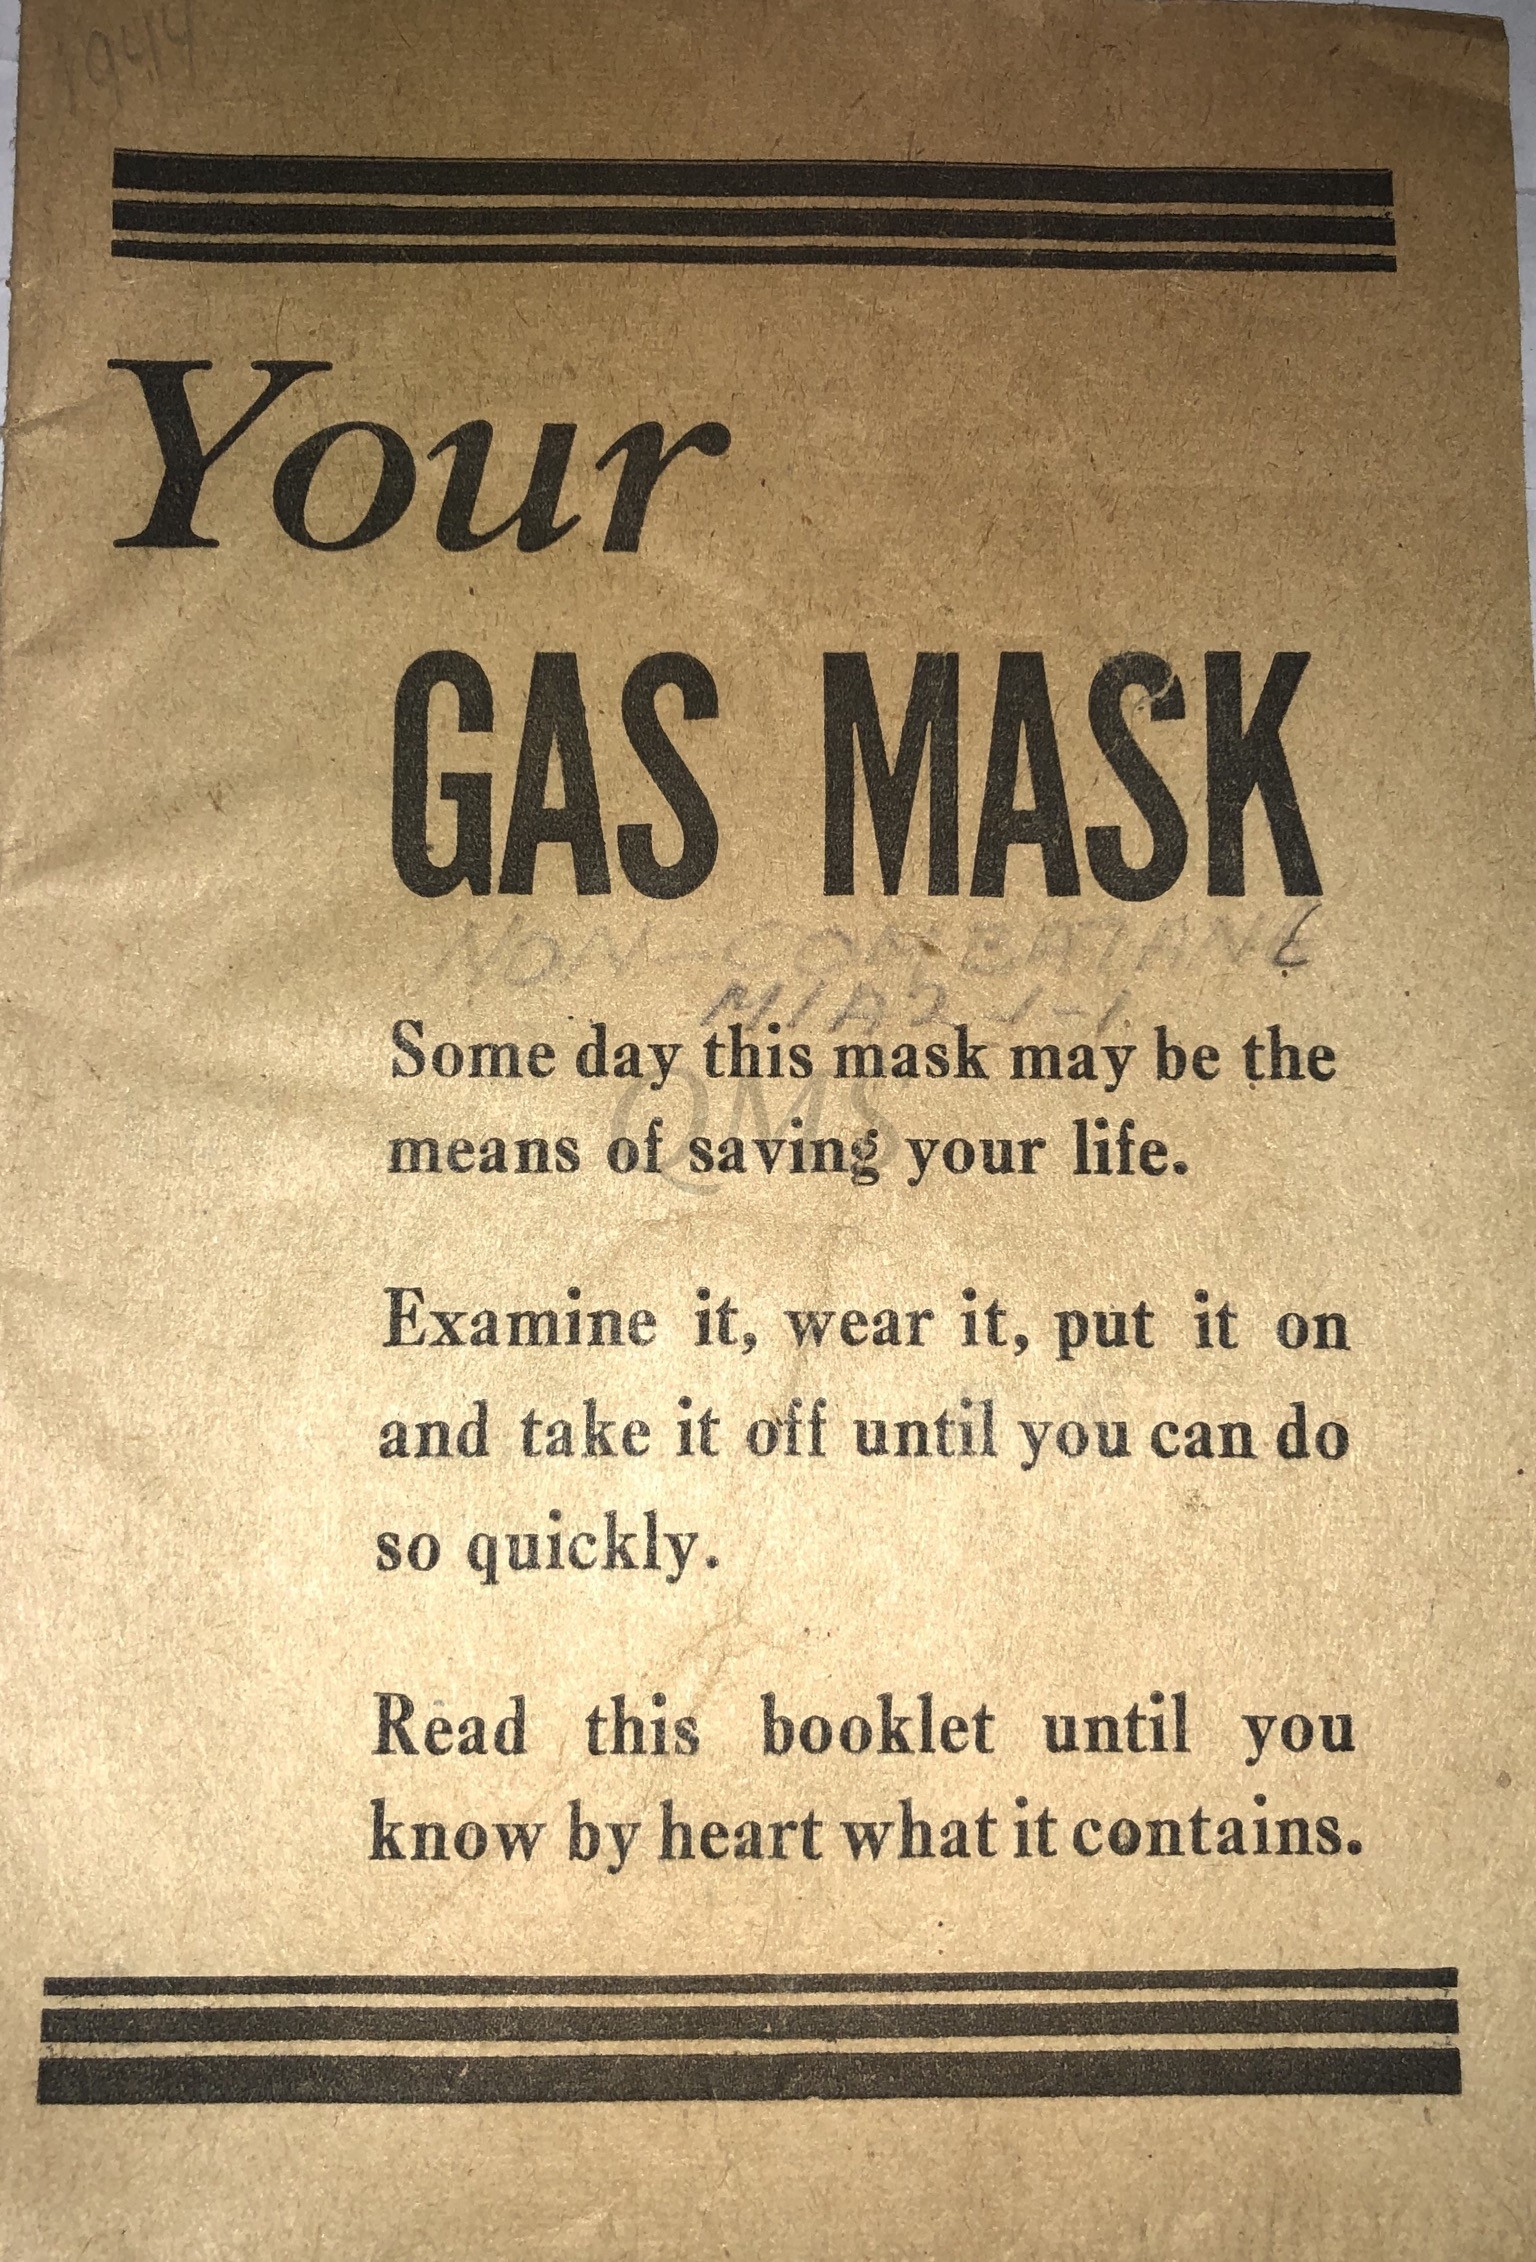 1944
Your
GAS MASK
NON-COMBATANt
M1A2-1-1
Some day this mask may be the
QMS
means of saving your life.
Examine it, wear it, put it on
and take it off until you can do
so quickly.
Read this booklet until you
know by heart what it contains.